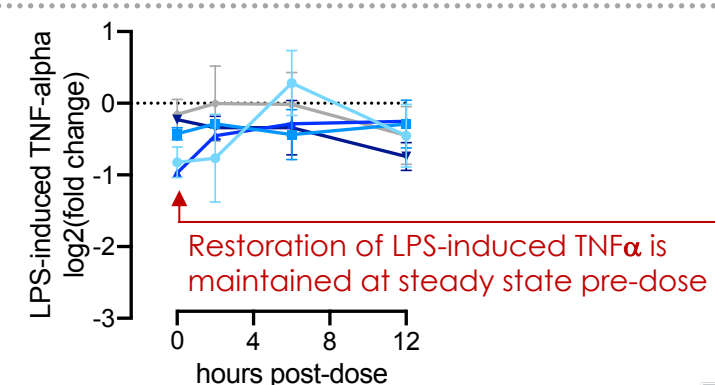 LPS-induced TNF-alpha
log2(fold change)
1
0
-1
-2
-3
Restoration of LPS-induced TNFα is
maintained at steady state pre-dose
0 4 8 12
hours post-dose